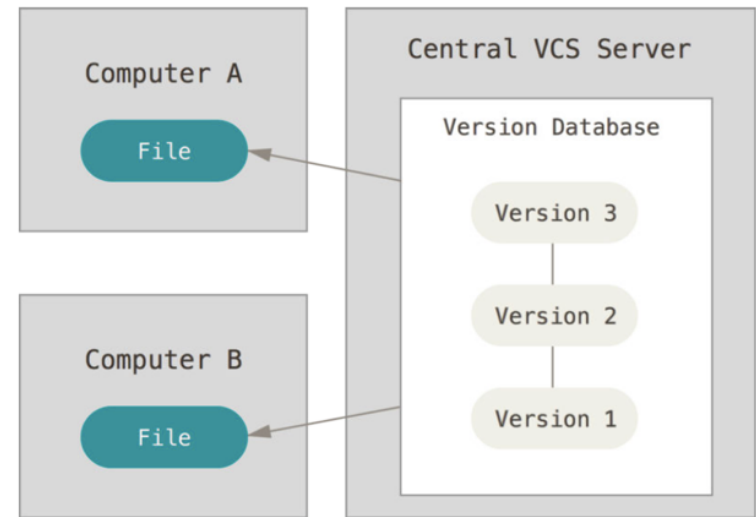 Computer A
File
Computer B
File
Central VCS Server
Version Database
Version 3
Version 2
Version 1